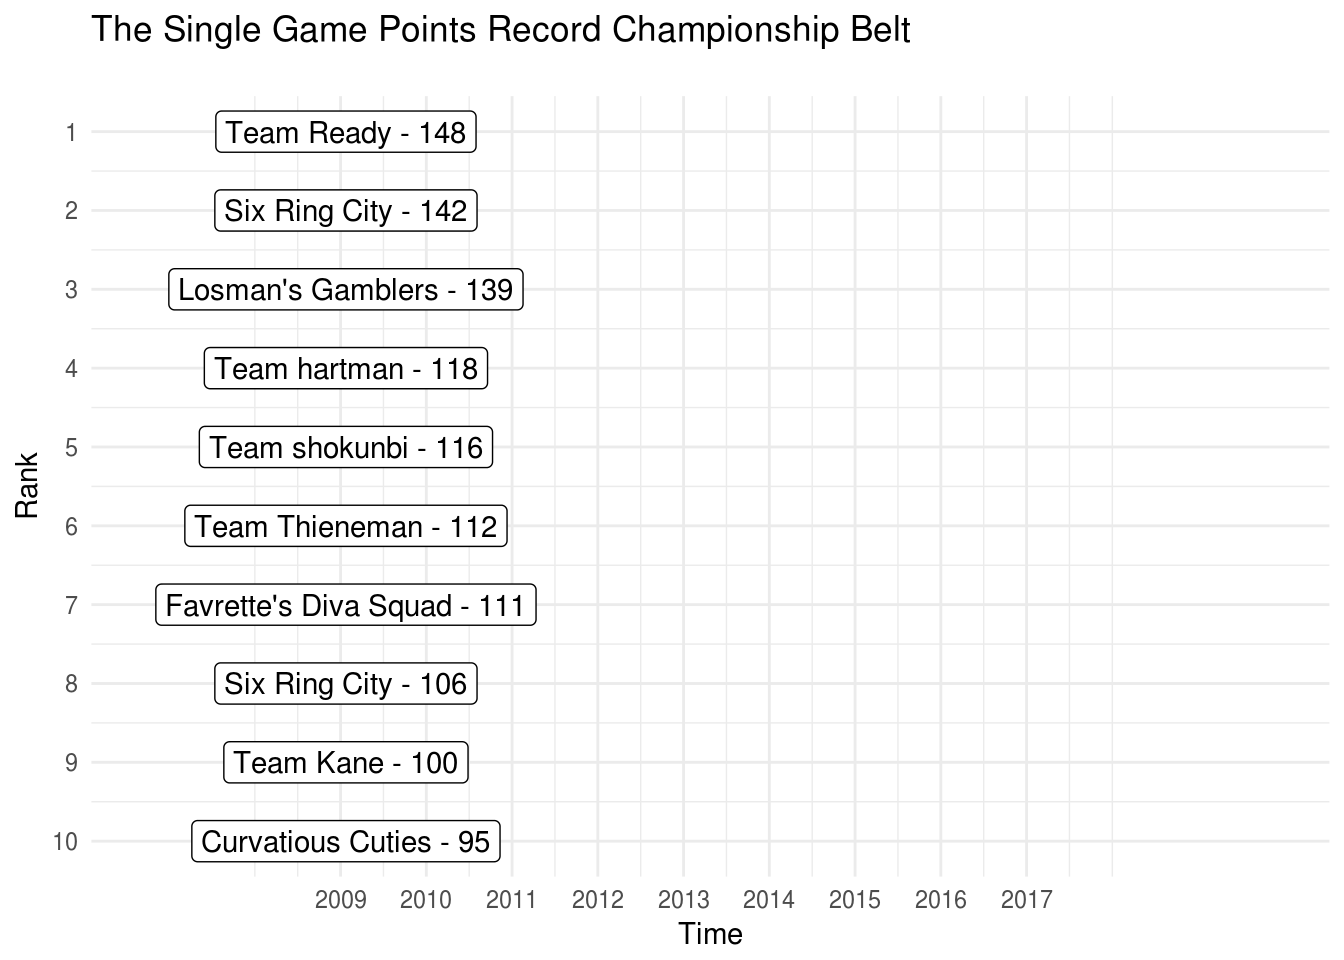 The Single Game Points Record Championship Belt
Rank
1
Team Ready - 148
2
Six Ring City - 142
3
Losman's Gamblers - 139
4
Team hartman - 118
5
Team shokunbi - 116
6
Team Thieneman - 112
7
Favrette's Diva Squad - 111
8
Six Ring City - 106
9
Team Kane - 100
10
Curvatious Cuties - 95
2009 2010 2011 2012 2013 2014 2015 2016 2017
Time